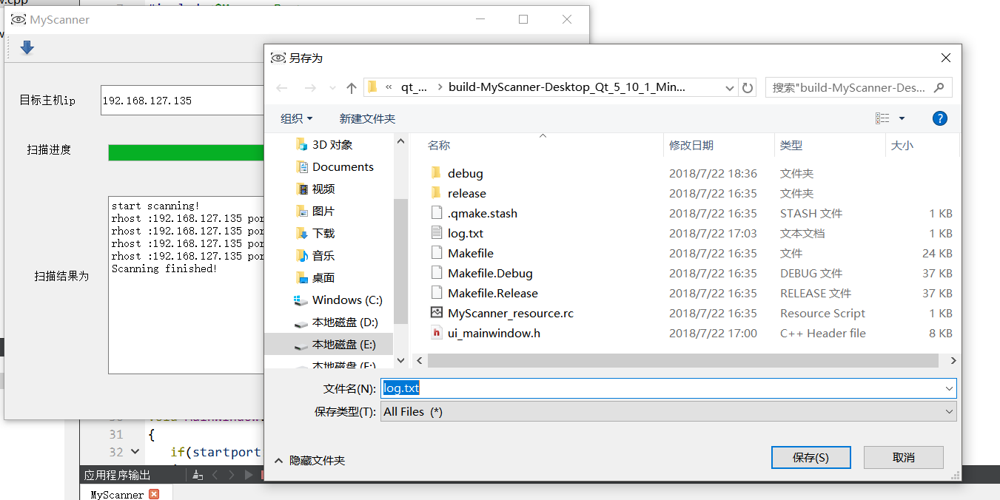 w.cpp
MyScanner
目标主机ip
192.168.127.135
扫描进度
扫描结果为
start scanning!
rhost :192.168.127.135 por
rhost :192.168.127.135 por
rhost :192.168.127.135 por
rhost :192.168.127.135 por
Scanning finished!
另存为
« qt_... > build-MyScanner-Desktop_Qt_5_10_1_Min...
搜索"build-MyScanner-Des...
组织 新建文件夹
3D 对象
Documents
视频
图片
下载
音乐
桌面
Windows (C:)
本地磁盘 (D:)
本地磁盘 (E:)
本地磁盘 (F:)
名称 修改日期 类型 大小
debug 2018/7/22 18:36 文件夹
release 2018/7/22 16:35 文件夹
.qmake.stash 2018/7/22 16:35 STASH 文件 1 KB
log.txt 2018/7/22 17:03 文本文档 1 KB
Makefile 2018/7/22 16:35 文件 24 KB
Makefile.Debug 2018/7/22 16:35 DEBUG 文件 37 KB
Makefile.Release 2018/7/22 16:35 RELEASE 文件 37 KB
MyScanner_resource.rc 2018/7/22 16:35 Resource Script 1 KB
ui_mainwindow.h 2018/7/22 17:00 C++ Header file 8 KB
文件名(N): log.txt
保存类型(T): All Files (*)
隐藏文件夹
保存(S) 取消
31 {
32 if(startport
应用程序输出
MyScanner